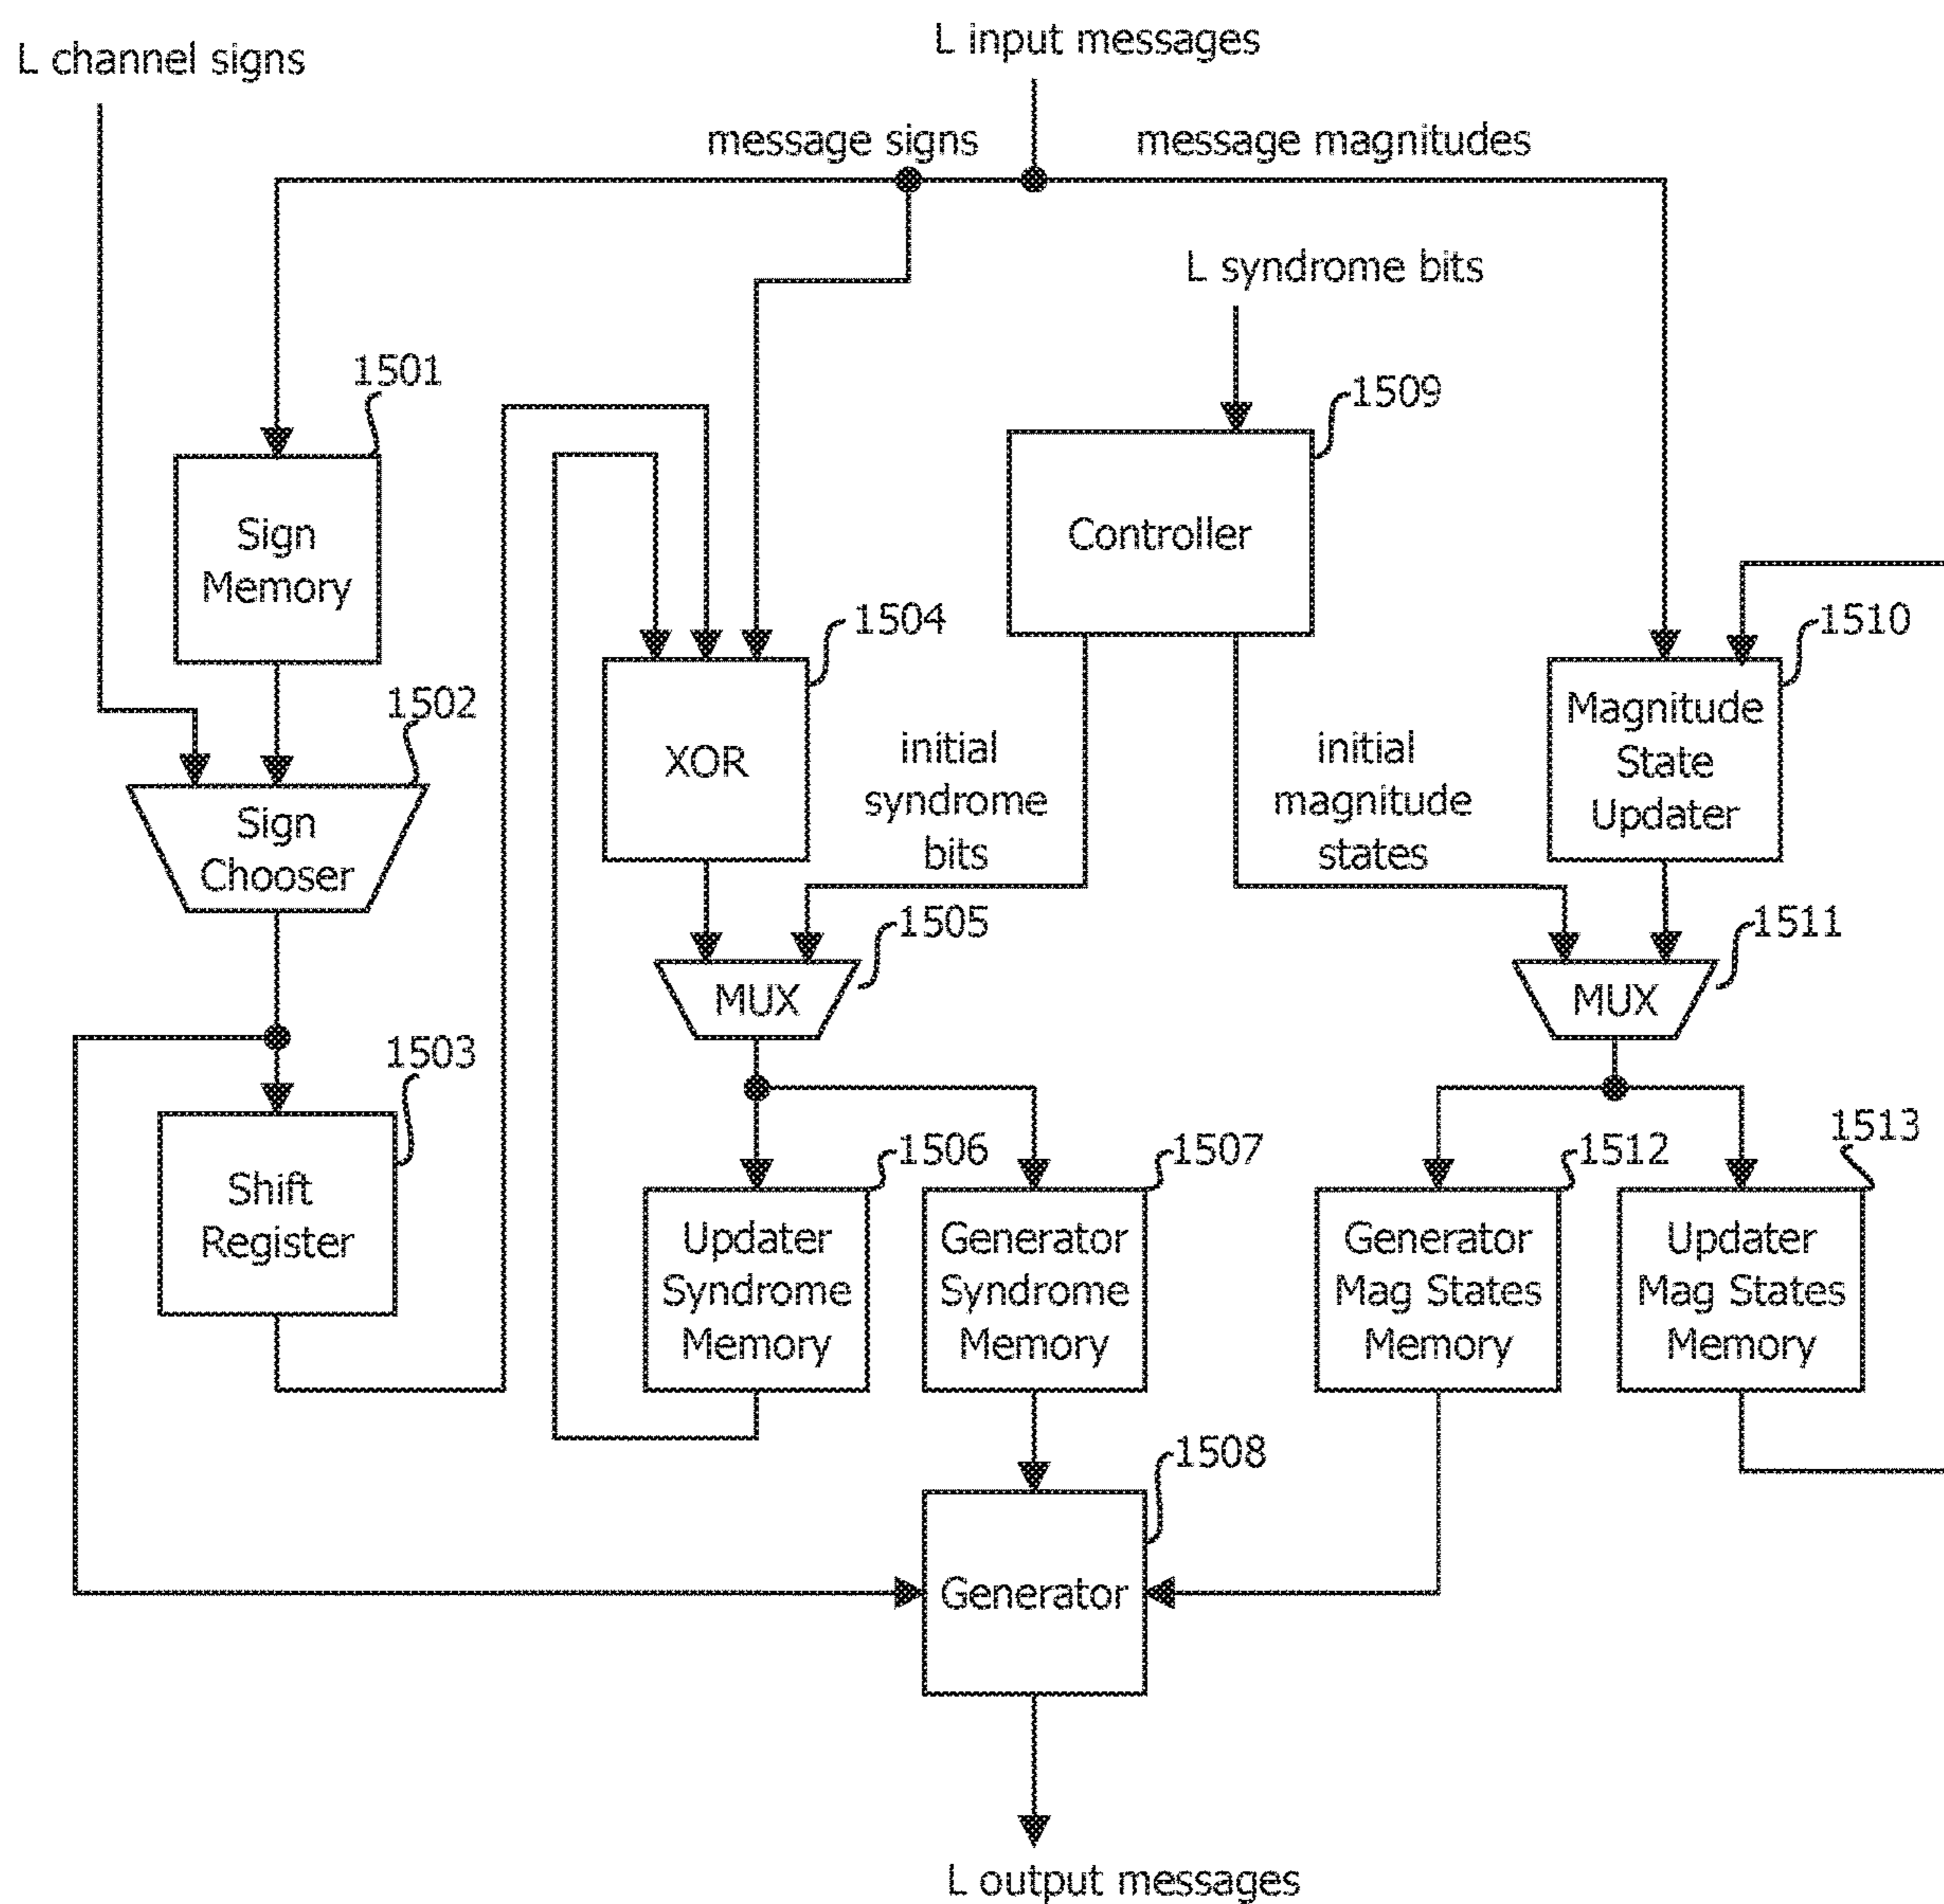 L input messages
L channel signs
message signs
message magnitudes
L syndrome bits
1501
1509
Sign
Memory
Controller
1504
1510
1502
XOR
initial
syndrome
bits
initial
magnitude
states
Magnitude
State
Updater
Sign
Chooser
1505
1511
MUX
MUX
1503
1506
1507
1512
1513
Shift
Register
Updater
Syndrome
Memory
Generator
Syndrome
Memory
Generator
Mag States
Memory
Updater
Mag States
Memory
1508
Generator
L output messages